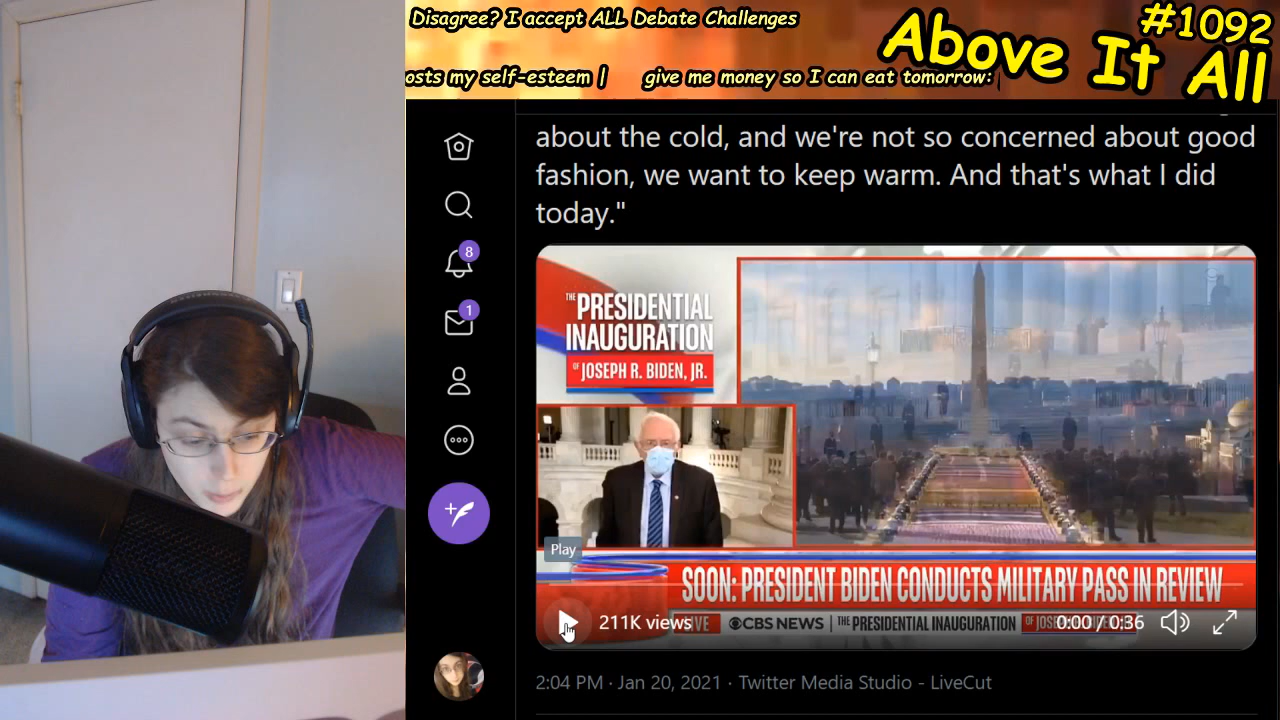 Disagree? I accept ALL Debate Challenges
#1092
Above It All
osts my self-esteem | give me money so I can eat tomorrow:
about the cold, and we're not so concerned about good
fashion, we want to keep warm. And that's what I did
today."
8
1
THE
PRESIDENTIAL
INAUGURATION
OF JOSEPH R. BIDEN, JR.
Play
SOON: PRESIDENT BIDEN CONDUCTS MILITARY PASS IN REVIEW
211K views
LIVE CBS NEWS | THE PRESIDENTIAL INAUGURATION
0:00 / 0:36
2:04 PM · Jan 20, 2021 · Twitter Media Studio - LiveCut